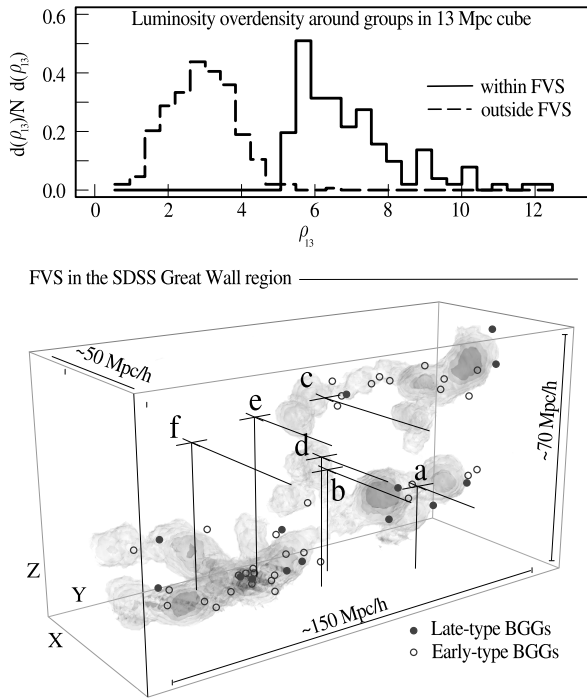 Luminosity overdensity around groups in 13 Mpc cube
0.6
0.4
0.2
0.0
d(ρ13)/N d(ρ13)
within FVS
outside FVS
0 2 4 6 8 10 12
ρ13
FVS in the SDSS Great Wall region
~50 Mpc/h
c
e
f
d
a
b
~70 Mpc/h
Z
Y
X
~150 Mpc/h
Late-type BGGs
Early-type BGGs